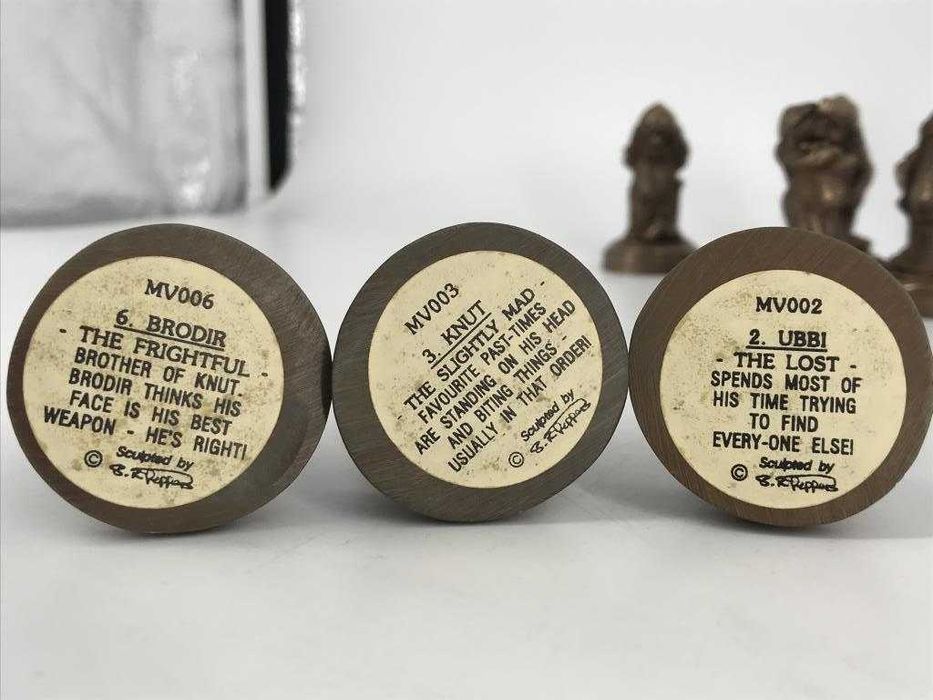 MV006
6. BRODIR
- THE FRIGHTFUL -
BROTHER OF KNUT.
BRODIR THINKS HIS
FACE IS HIS BEST
WEAPON - HE'S RIGHT!
© Sculpted by
MV003
3. KNUT
- THE SLIGHTLY MAD -
FAVOURITE PAST-TIMES
ARE STANDING ON HIS HEAD
AND BITING THINGS -
USUALLY IN THAT ORDER!
© Sculpted by
MV002
2. UBBI
- THE LOST -
SPENDS MOST OF
HIS TIME TRYING
TO FIND
EVERY-ONE ELSE!
© Sculpted by